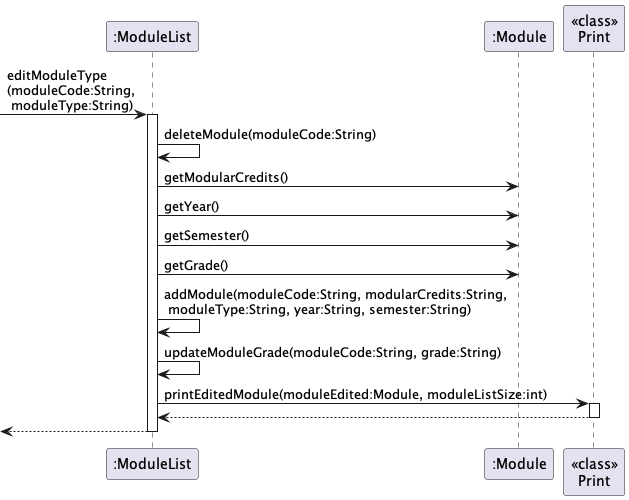 :ModuleList
:Module
«class»
Print
editModuleType
(moduleCode:String,
moduleType:String)
deleteModule(moduleCode:String)
getModularCredits()
getYear()
getSemester()
getGrade()
addModule(moduleCode:String, modularCredits:String,
moduleType:String, year:String, semester:String)
updateModuleGrade(moduleCode:String, grade:String)
printEditedModule(moduleEdited:Module, moduleListSize:int)
:ModuleList
:Module
«class»
Print